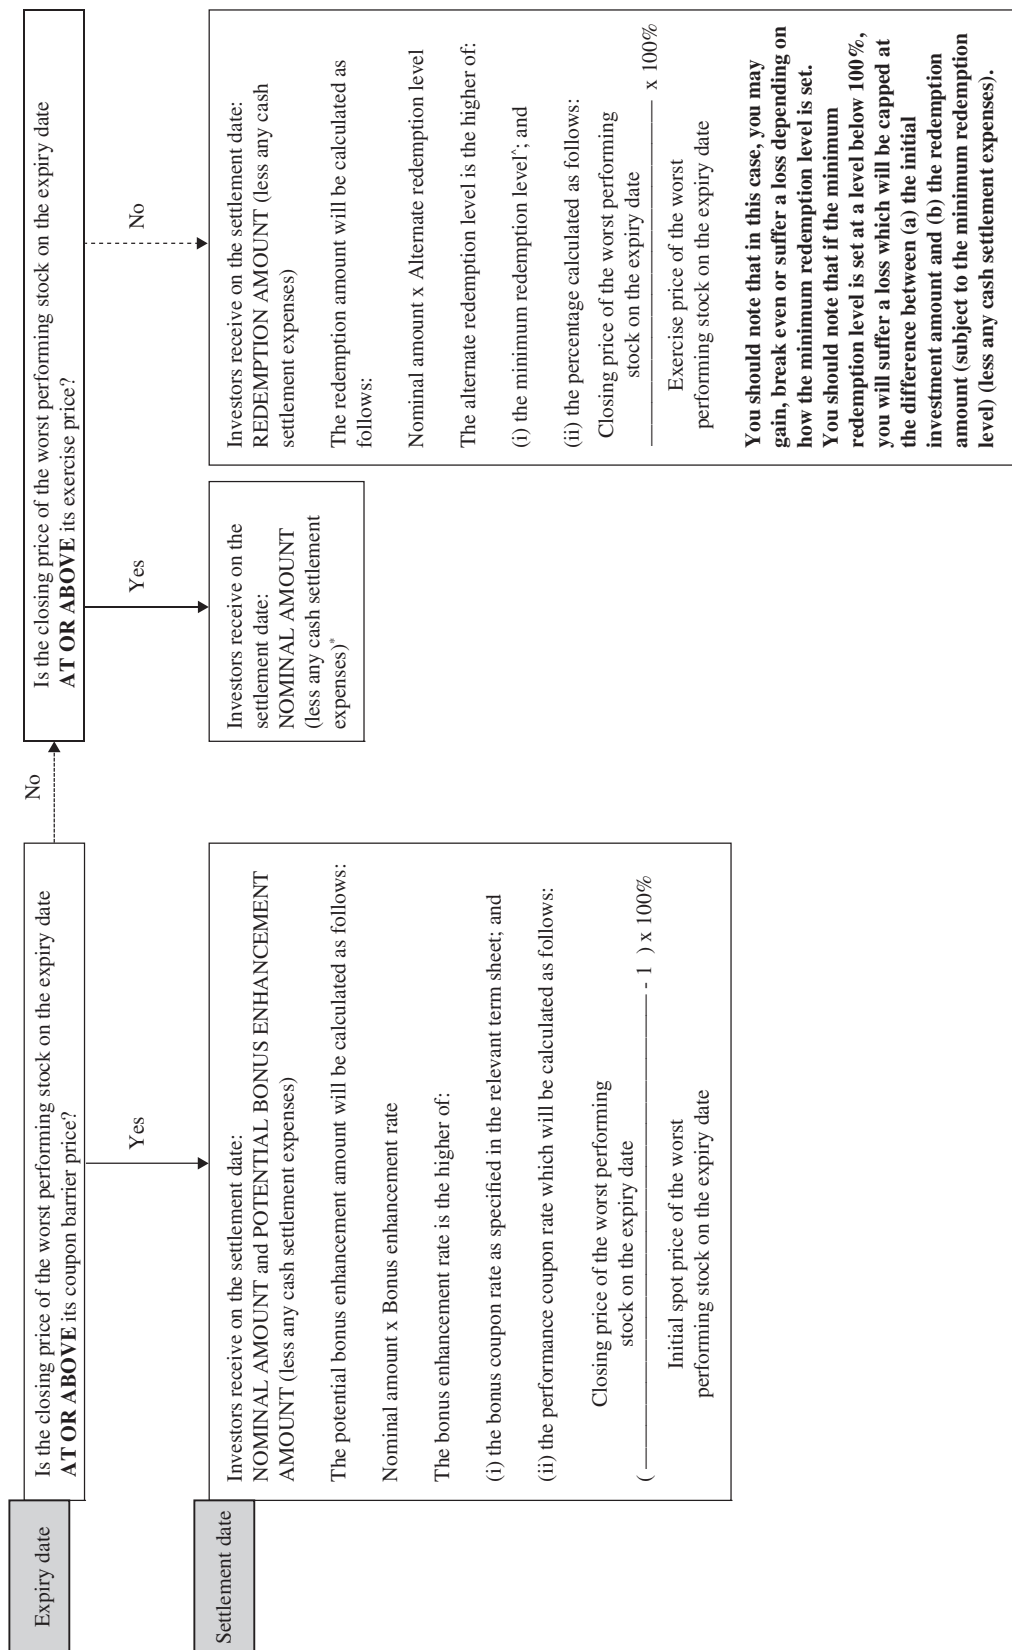 Expiry date
Is the closing price of the worst performing stock on the expiry date
AT OR ABOVE its coupon barrier price?
No
Is the closing price of the worst performing stock on the expiry date
AT OR ABOVE its exercise price?
Yes
Yes
No
Settlement date
Investors receive on the settlement date:
NOMINAL AMOUNT and POTENTIAL BONUS ENHANCEMENT
AMOUNT (less any cash settlement expenses)
The potential bonus enhancement amount will be calculated as follows:
Nominal amount x Bonus enhancement rate
The bonus enhancement rate is the higher of:
(i) the bonus coupon rate as specified in the relevant term sheet; and
(ii) the performance coupon rate which will be calculated as follows:
Closing price of the worst performing
stock on the expiry date
( - 1 ) x 100%
Initial spot price of the worst
performing stock on the expiry date
Investors receive on the
settlement date:
NOMINAL AMOUNT
(less any cash settlement
expenses)*
Investors receive on the settlement date:
REDEMPTION AMOUNT (less any cash
settlement expenses)
The redemption amount will be calculated as
follows:
Nominal amount x Alternate redemption level
The alternate redemption level is the higher of:
(i) the minimum redemption level^; and
(ii) the percentage calculated as follows:
Closing price of the worst performing
stock on the expiry date
x 100%
Exercise price of the worst
performing stock on the expiry date
You should note that in this case, you may
gain, break even or suffer a loss depending on
how the minimum redemption level is set.
You should note that if the minimum
redemption level is set at a level below 100%,
you will suffer a loss which will be capped at
the difference between (a) the initial
investment amount and (b) the redemption
amount (subject to the minimum redemption
level) (less any cash settlement expenses).